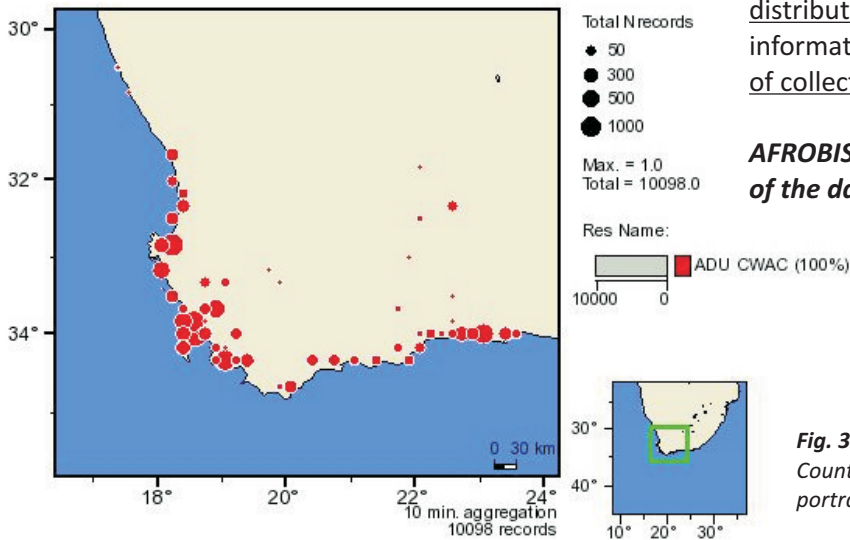 30°
32°
34°
18°
20°
22°
24°
0 30 km
10 min. aggregation
10098 records
Total N records
50
300
500
1000
Max. = 1.0
Total = 10098.0
Res Name:
ADU CWAC (100%)
10000 0
30°
40°
10° 20° 30°
informat
of collect
AFROBIS
of the da
Fig. 3
Count
portra